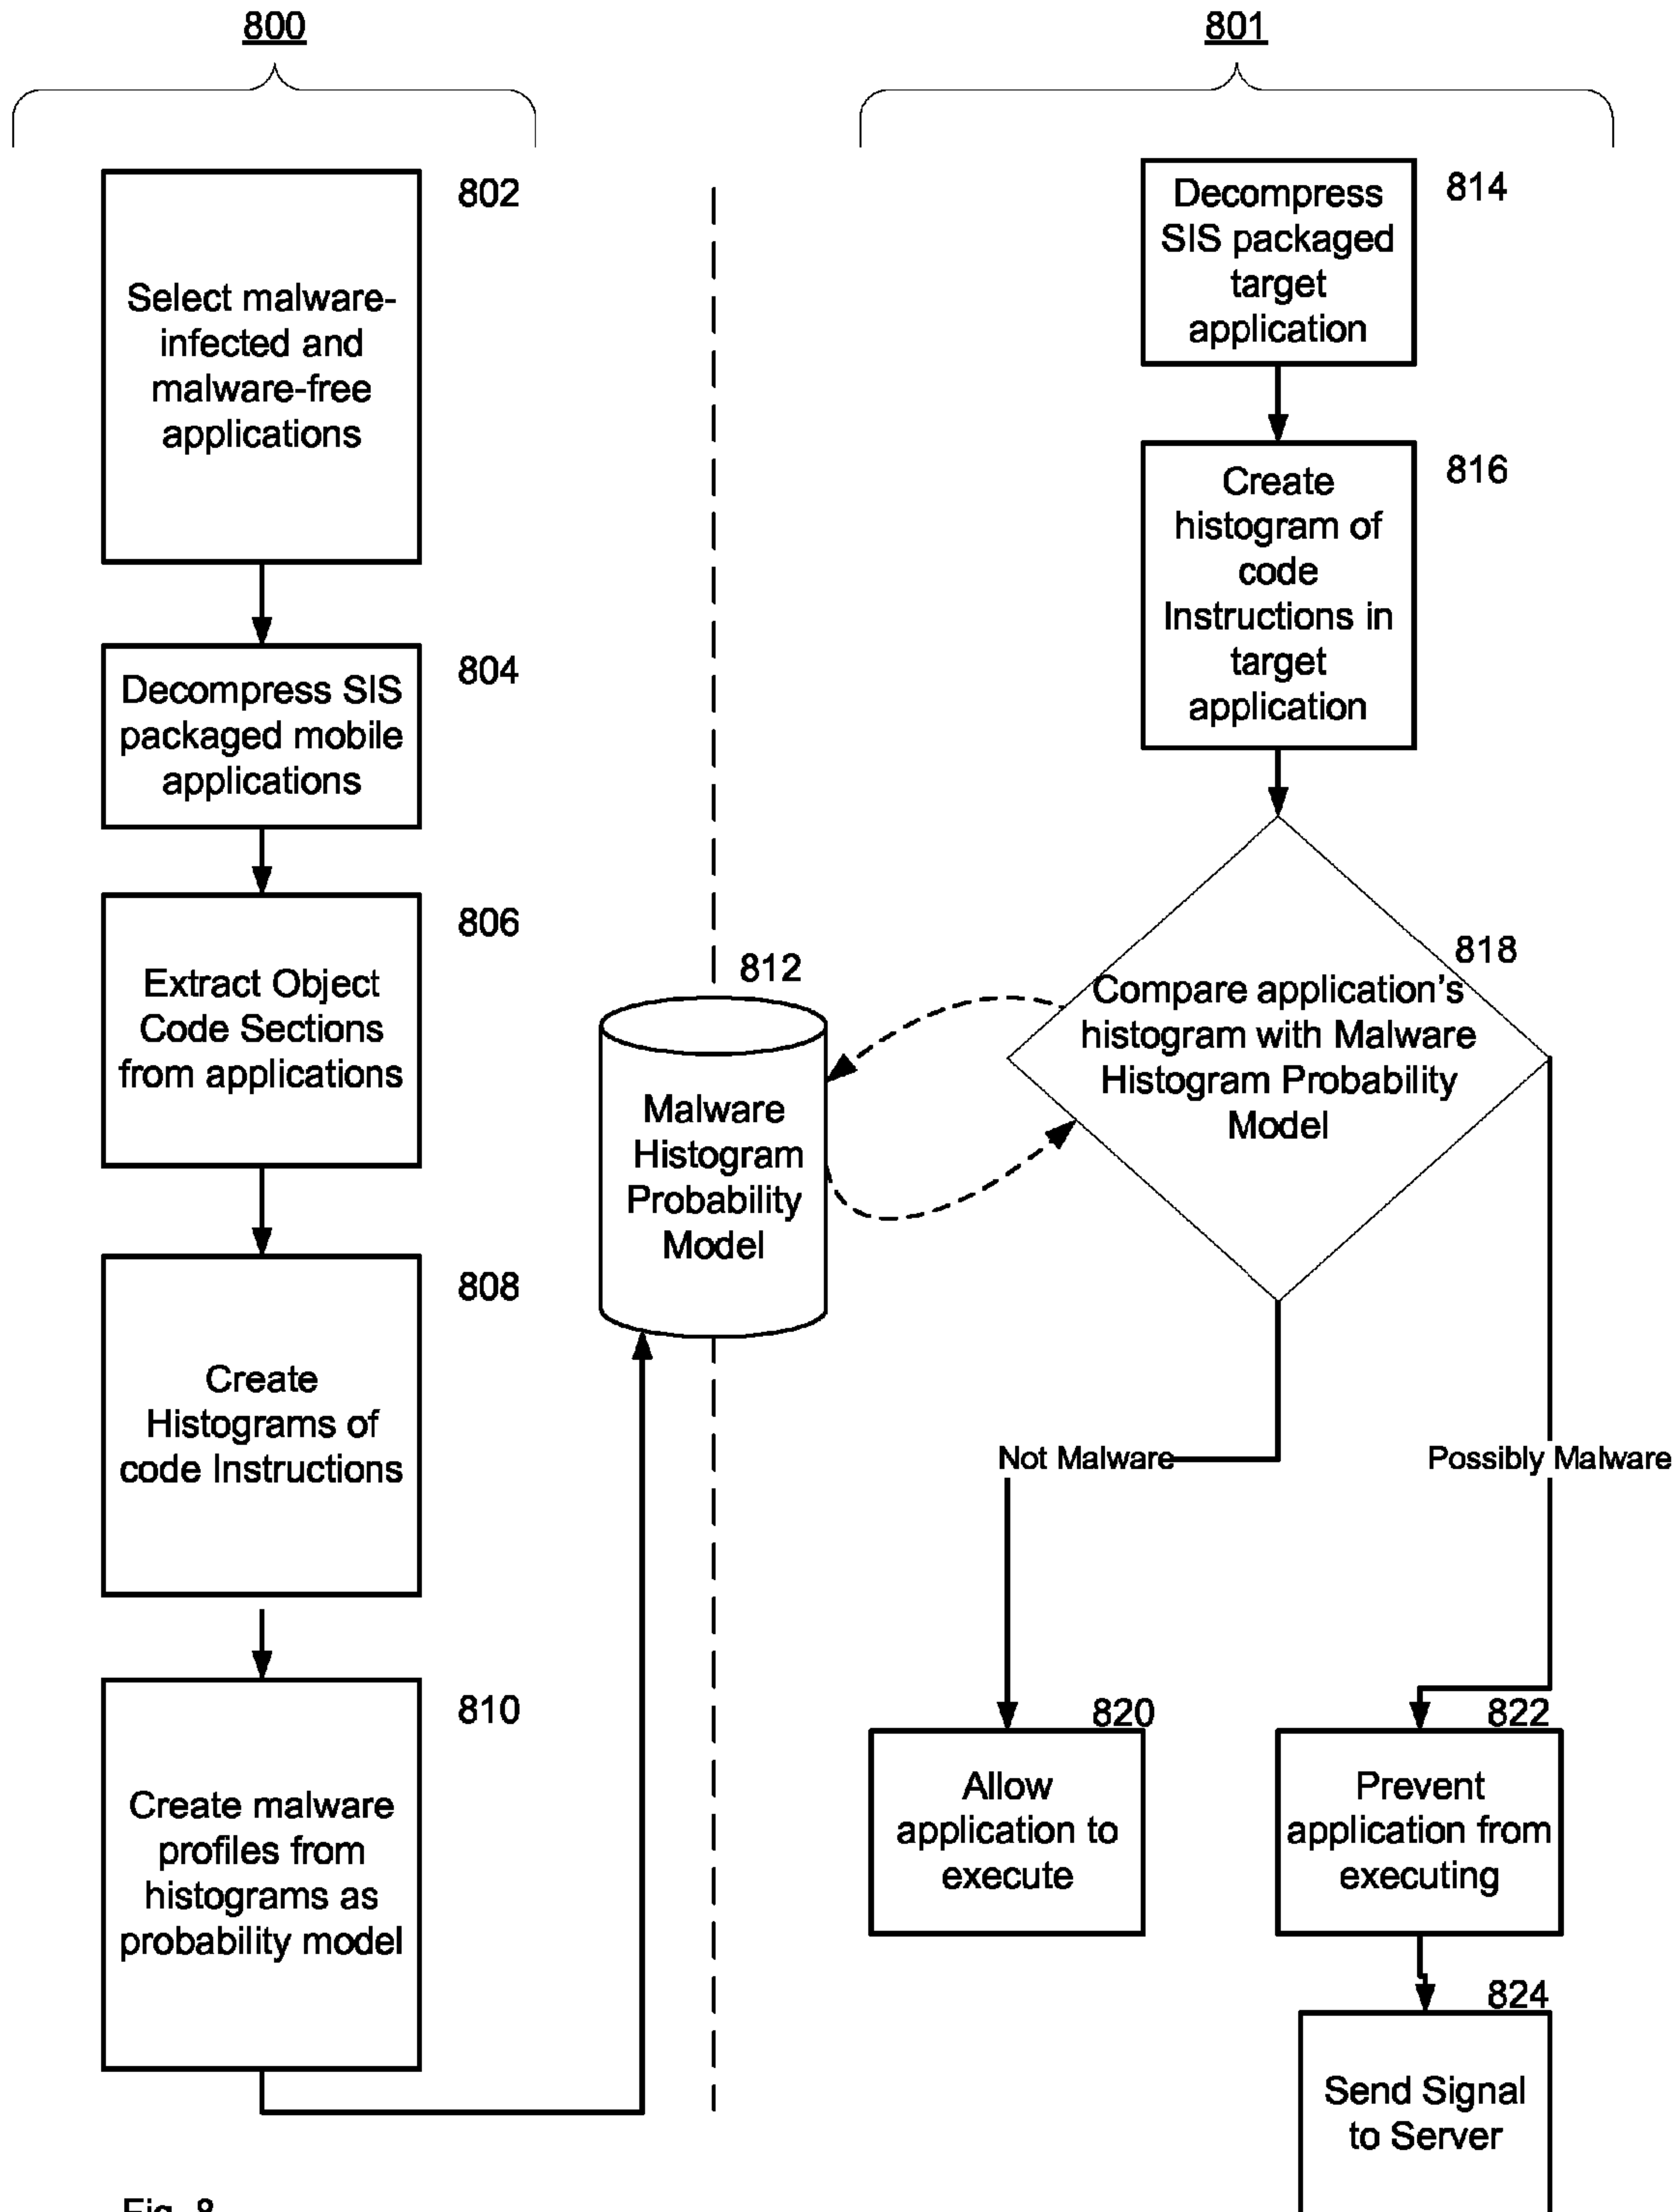 800
802
Select malware-
infected and
malware-free
applications
804
Decompress SIS
packaged mobile
applications
806
Extract Object
Code Sections
from applications
808
Create
Histograms of
code Instructions
810
Create malware
profiles from
histograms as
probability model
812
Malware
Histogram
Probability
Model
801
814
Decompress
SIS packaged
target
application
816
Create
histogram of
code
Instructions in
target
application
818
Compare application's
histogram with Malware
Histogram Probability
Model
Not Malware
Possibly Malware
820
Allow
application to
execute
822
Prevent
application from
executing
824
Send Signal
to Server
Fig. 8